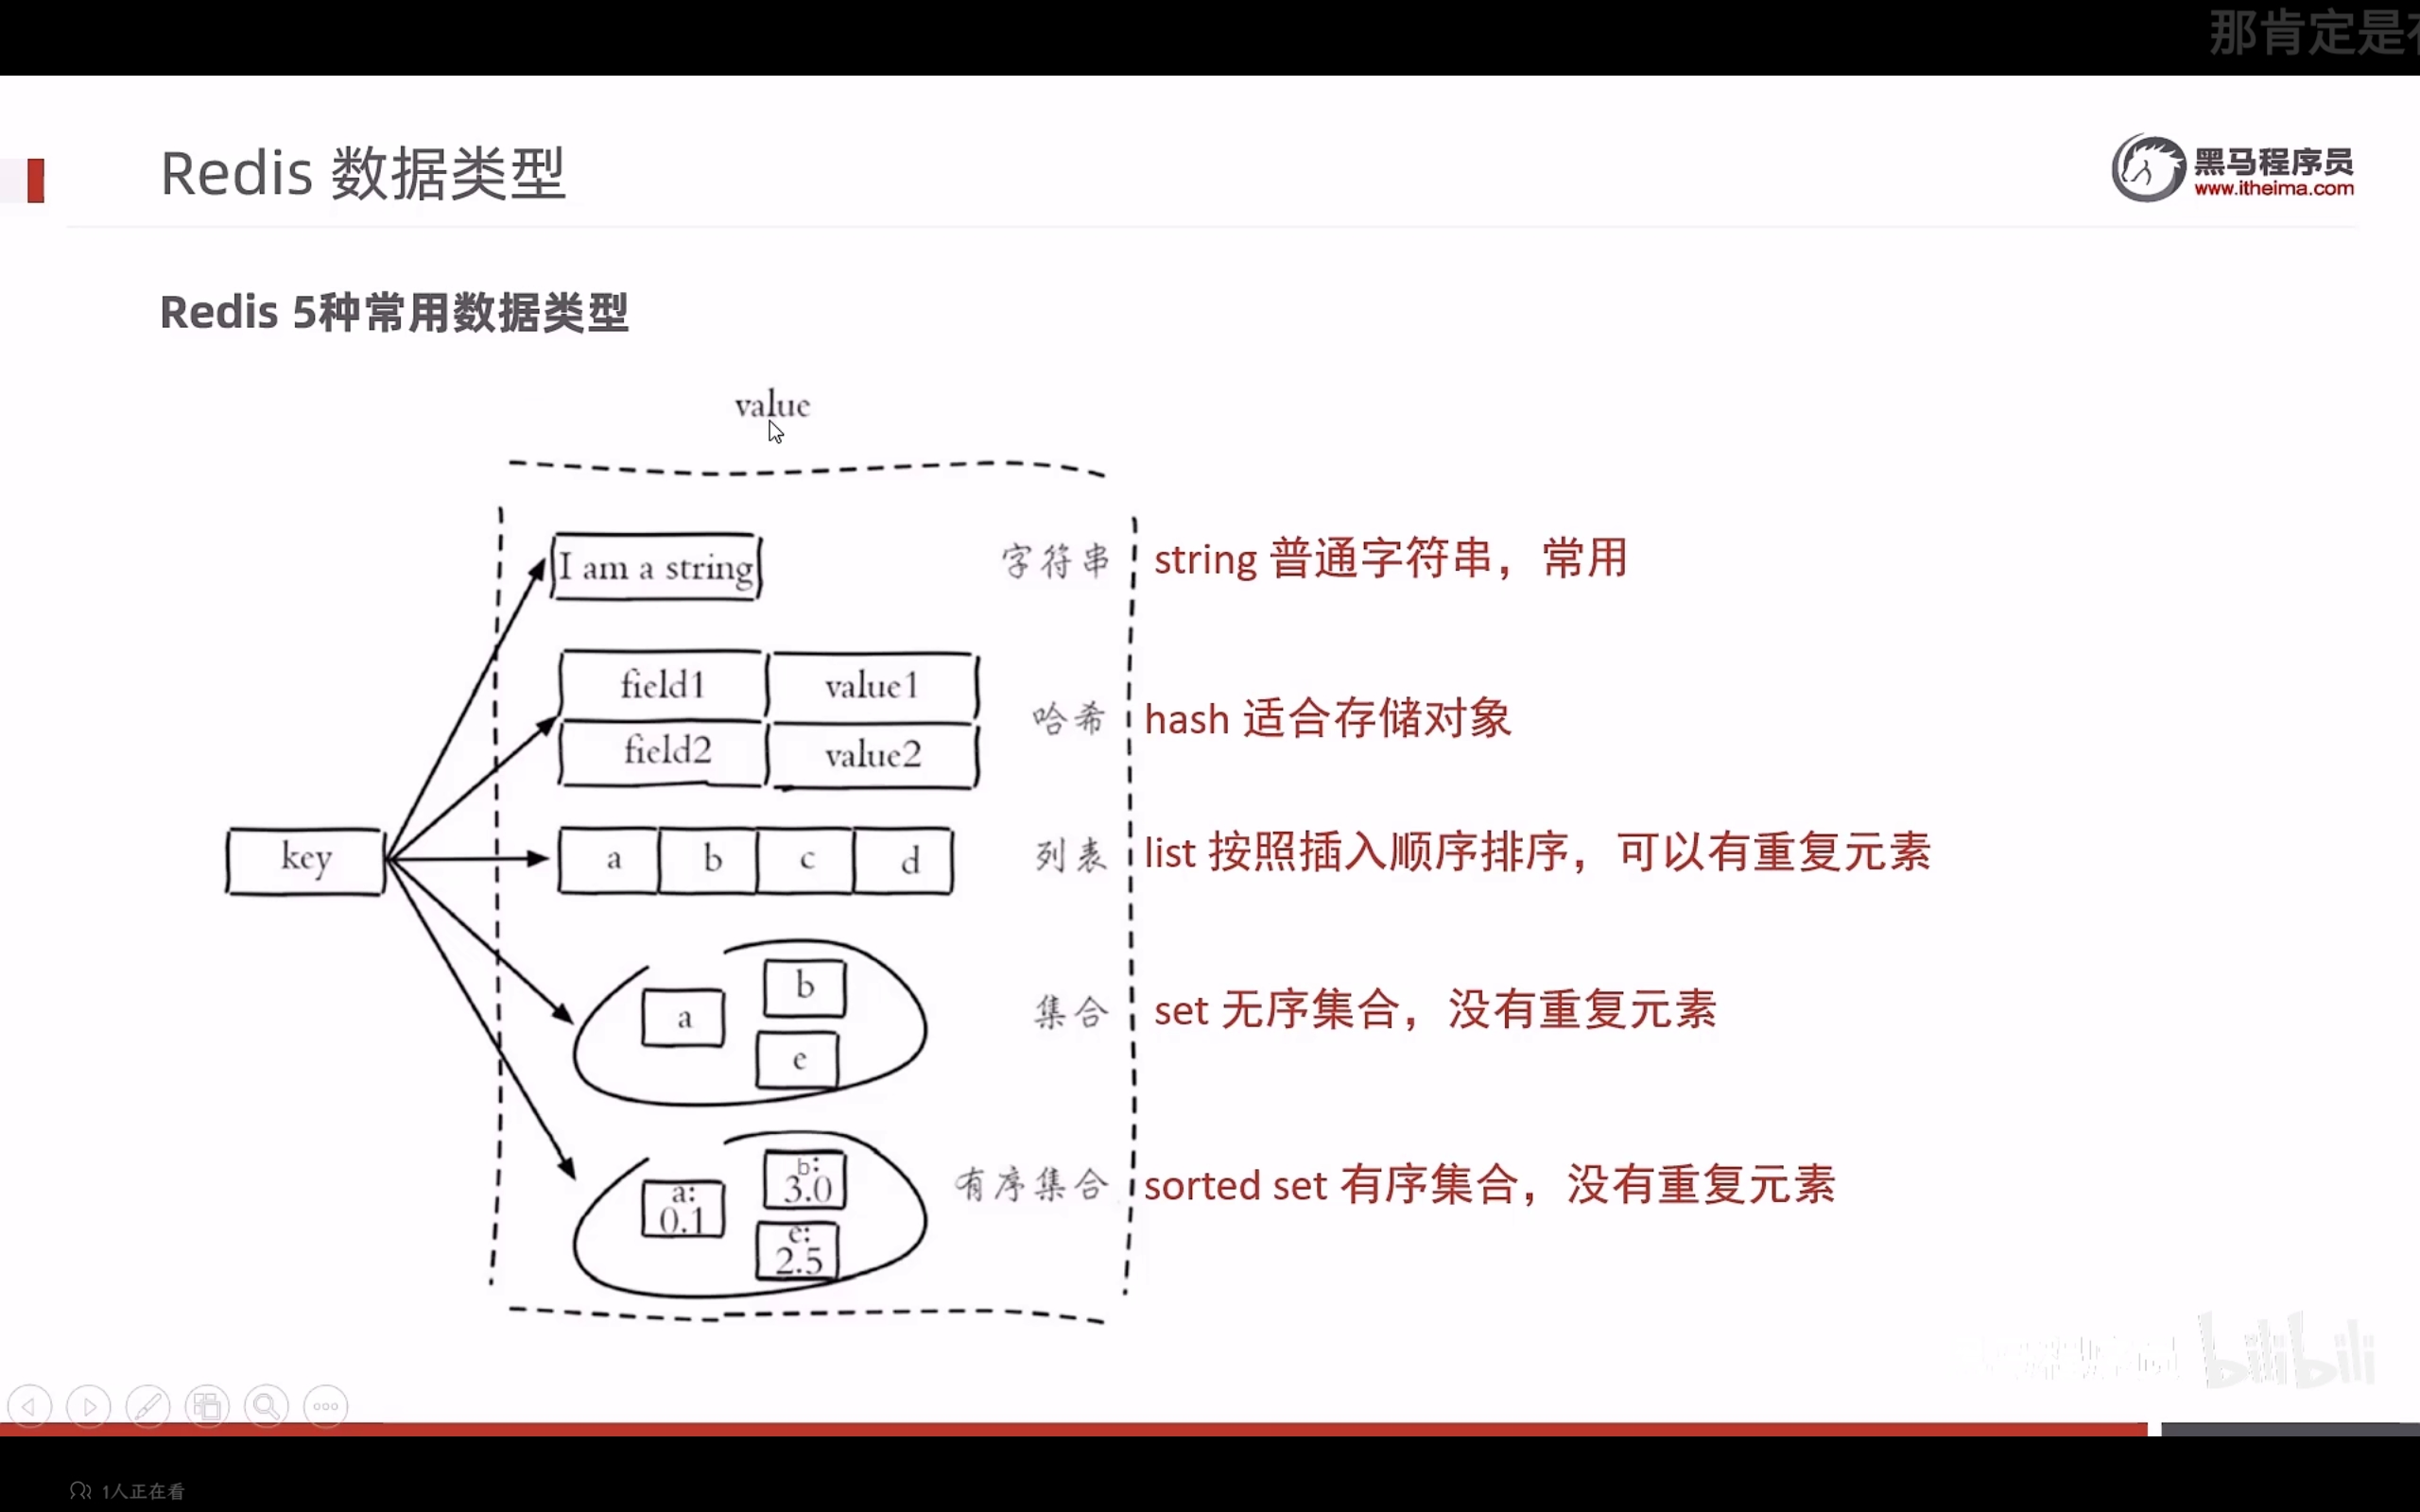 那肯定是
Redis 数据类型
黑马程序员
www.itheima.com
Redis 5种常用数据类型
value
I am a string
字符串
string 普通字符串，常用
field1
value1
field2
value2
哈希
hash 适合存储对象
key
a
b
c
d
列表
list 按照插入顺序排序，可以有重复元素
a
b
e
集合
set 无序集合，没有重复元素
a:
0.1
b:
3.0
e:
2.5
有序集合
sorted set 有序集合，没有重复元素
bilibili
1人正在看